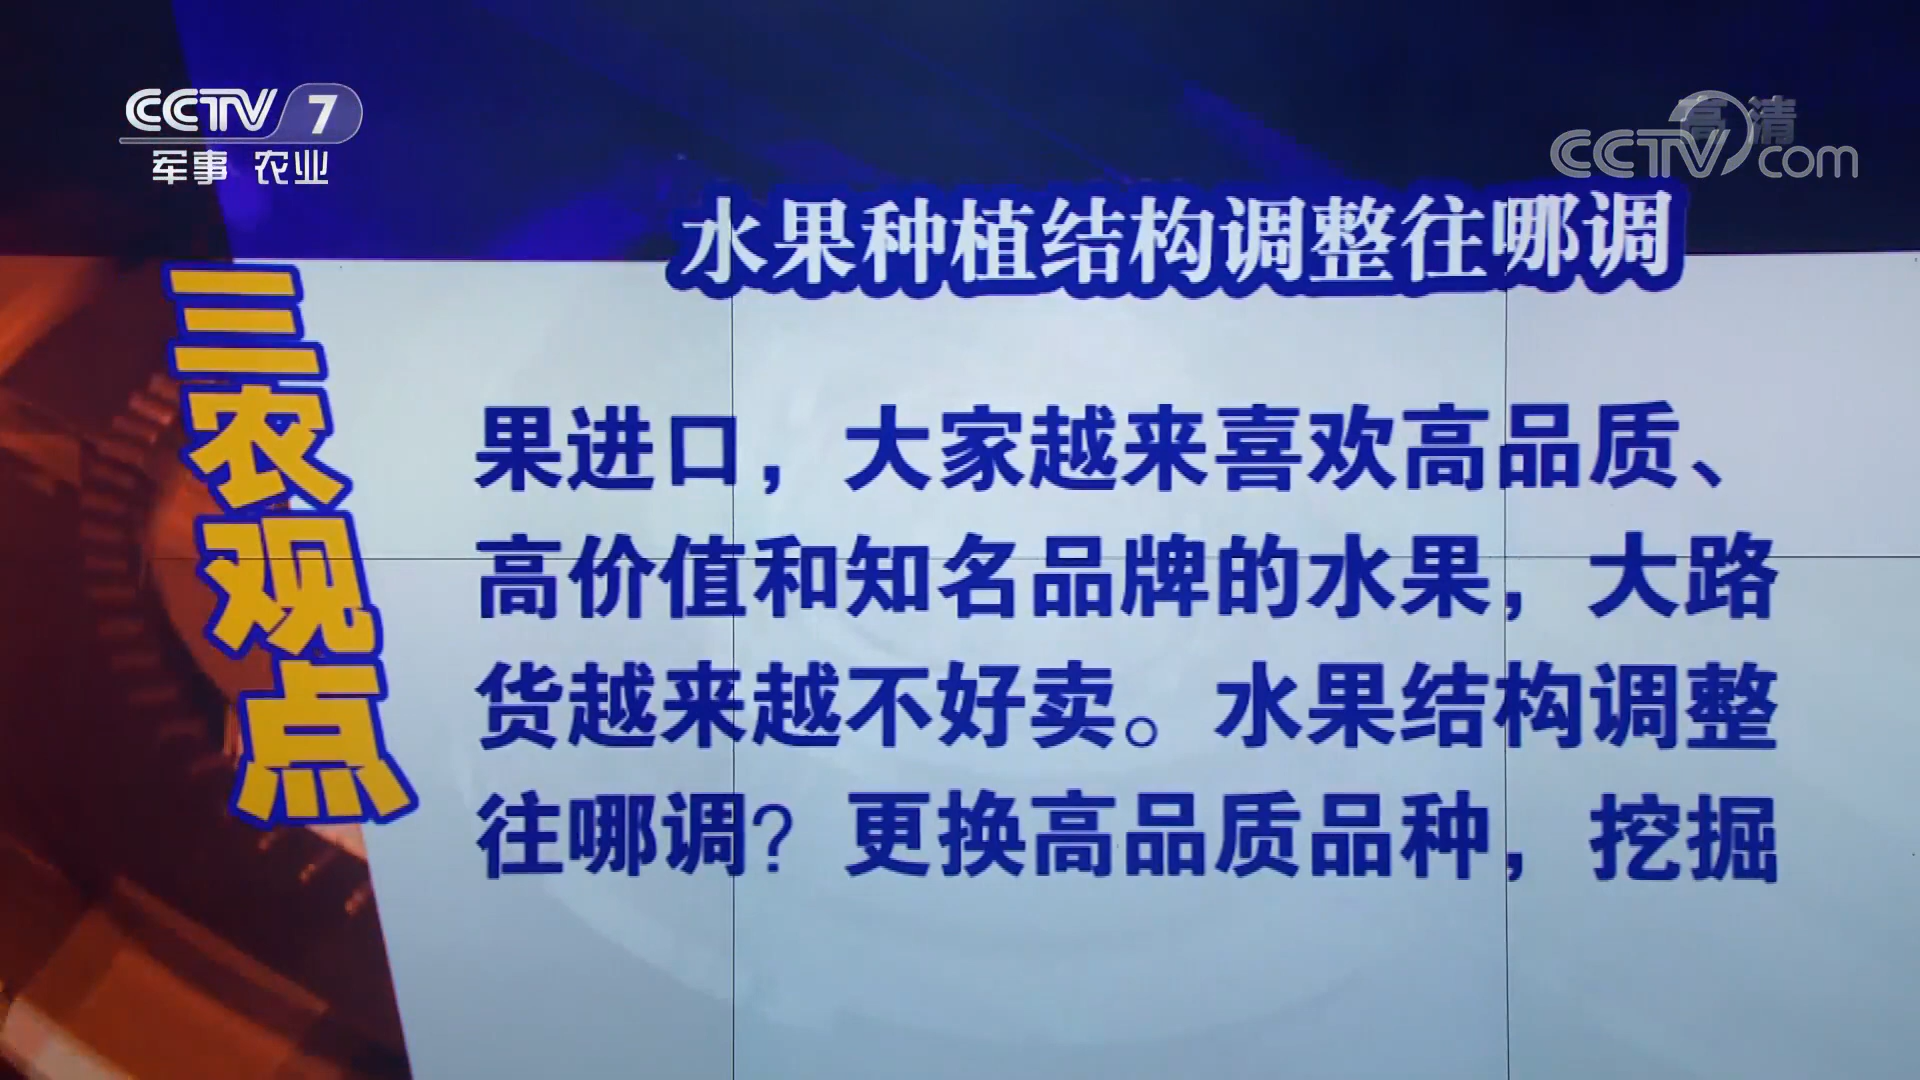 CCTV 7
军事 农业
高清
CCTV.com
水果种植结构调整往哪调
三农观点
果进口，大家越来喜欢高品质、
高价值和知名品牌的水果，大路
货越来越不好卖。水果结构调整
往哪调？更换高品质品种，挖掘